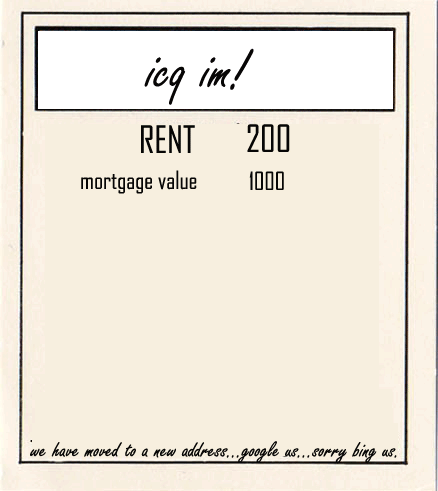 icq im!
RENT 200
mortgage value 1000
we have moved to a new address...google us...sorry bing us.